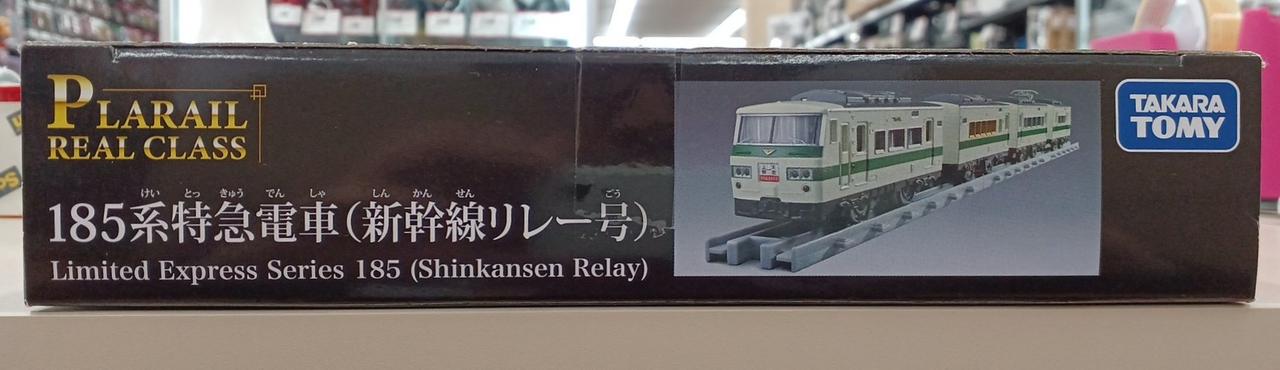 PLARAIL
REAL CLASS
けい とっ きゅう でん しゃ しん かん せん ごう
185系特急電車(新幹線リレー号)
Limited Express Series 185 (Shinkansen Relay)
TAKARA
TOMY